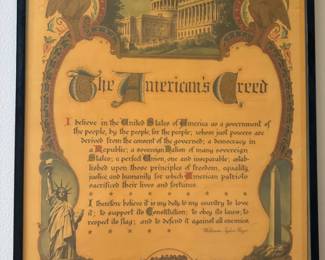 The American's Creed
I believe in the United States of America as a government of
the people, by the people, for the people; whose just powers are
derived from the consent of the governed; a democracy in
a Republic; a sovereign Nation of many sovereign
States; a perfect Union, one and inseparable; estab-
lished upon those principles of freedom, equality,
justice and humanity for which American patriots
sacrificed their lives and fortunes.
I therefore believe it is my duty to my country to love
it; to support its Constitution; to obey its laws; to
respect its flag; and to defend it against all enemies
William Tyler Page